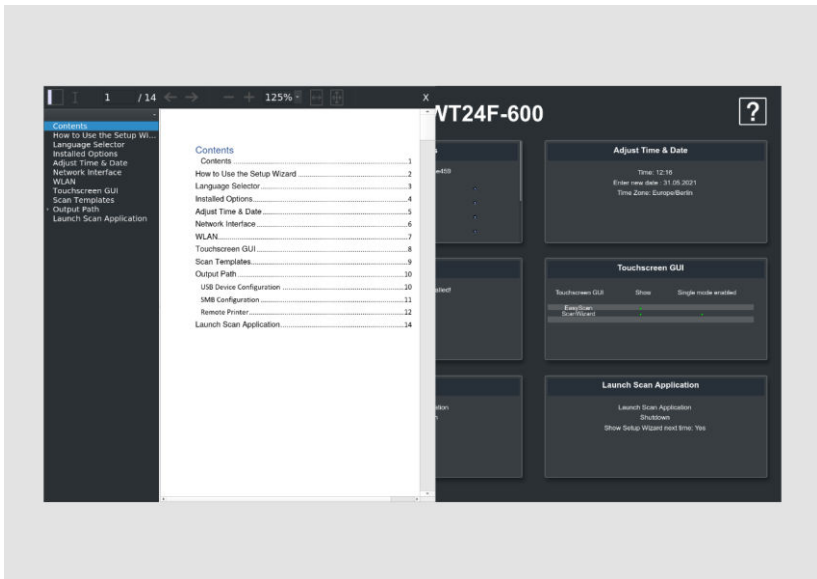 1 / 14 125% X
Contents
How to Use the Setup Wi...
Language Selector
Installed Options
Adjust Time & Date
Network Interface
WLAN
Touchscreen GUI
Scan Templates
Output Path
Launch Scan Application
Contents
Contents ...1
How to Use the Setup Wizard ...2
Language Selector...3
Installed Options...4
Adjust Time & Date...5
Network Interface...6
WLAN...7
Touchscreen GUI...8
Scan Templates...9
Output Path...10
USB Device Configuration ...10
SMB Configuration ...11
Remote Printer...12
Launch Scan Application...14
WT24F-600
?
Adjust Time & Date
Time: 12:16
Enter new date : 31.05.2021
Time Zone: Europe/Berlin
Touchscreen GUI
Touchscreen GUI Show Single mode enabled
EasyScan
ScanWizard
Launch Scan Application
Launch Scan Application
Shutdown
Show Setup Wizard next time: Yes